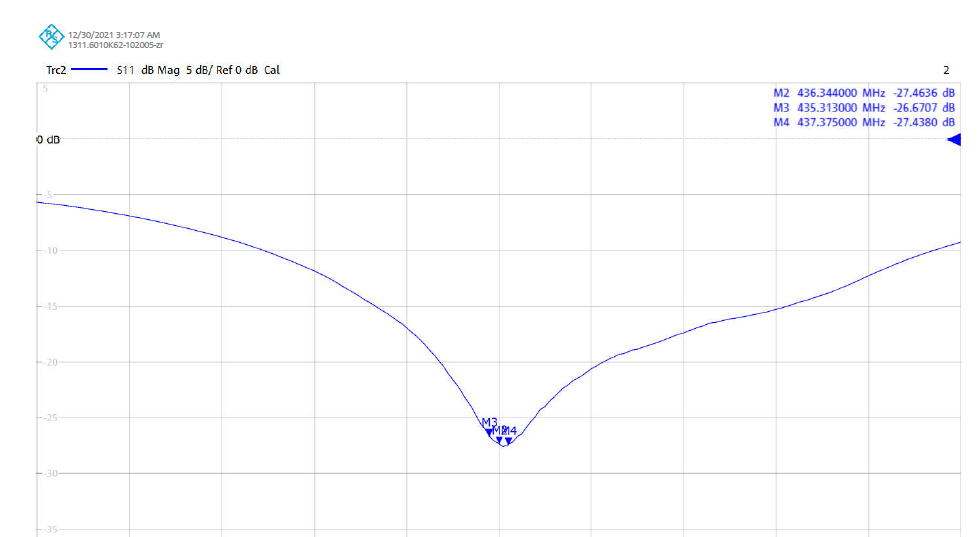 R S
12/30/2021 3:17:07 AM
1311.6010K62-102005-zr
Trc2 S11 dB Mag 5 dB/ Ref 0 dB Cal 2
5
M2 436.344000 MHz -27.4636 dB
M3 435.313000 MHz -26.6707 dB
M4 437.375000 MHz -27.4380 dB
0 dB
-5
-10
-15
-20
-25
M3
M2 M4
-30
-35